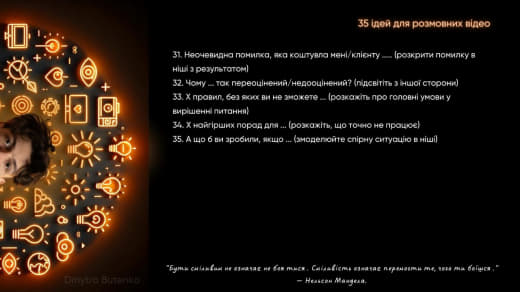 35 ідей для розмовних відео
31. Неочевидна помилка, яка коштувла мені/клієнту ..... (розкрити помилку в
ніші з результатом)
32. Чому ... так переоцінений/недооцінений? (підсвітіть з іншої сторони)
33. Х правил, без яких ви не зможете ... (розкажіть про головні умови у
вирішенні питання)
34. Х найгірших порад для ... (розкажіть, що точно не працює)
35. А що б ви зробили, якщо ... (змоделюйте спірну ситуацію в ніші)
"Бути сміливим не означає не боятися. Сміливість означає перемогти те, чого ти боїшся."
— Нельсон Мандела.
Dmytro Butenko